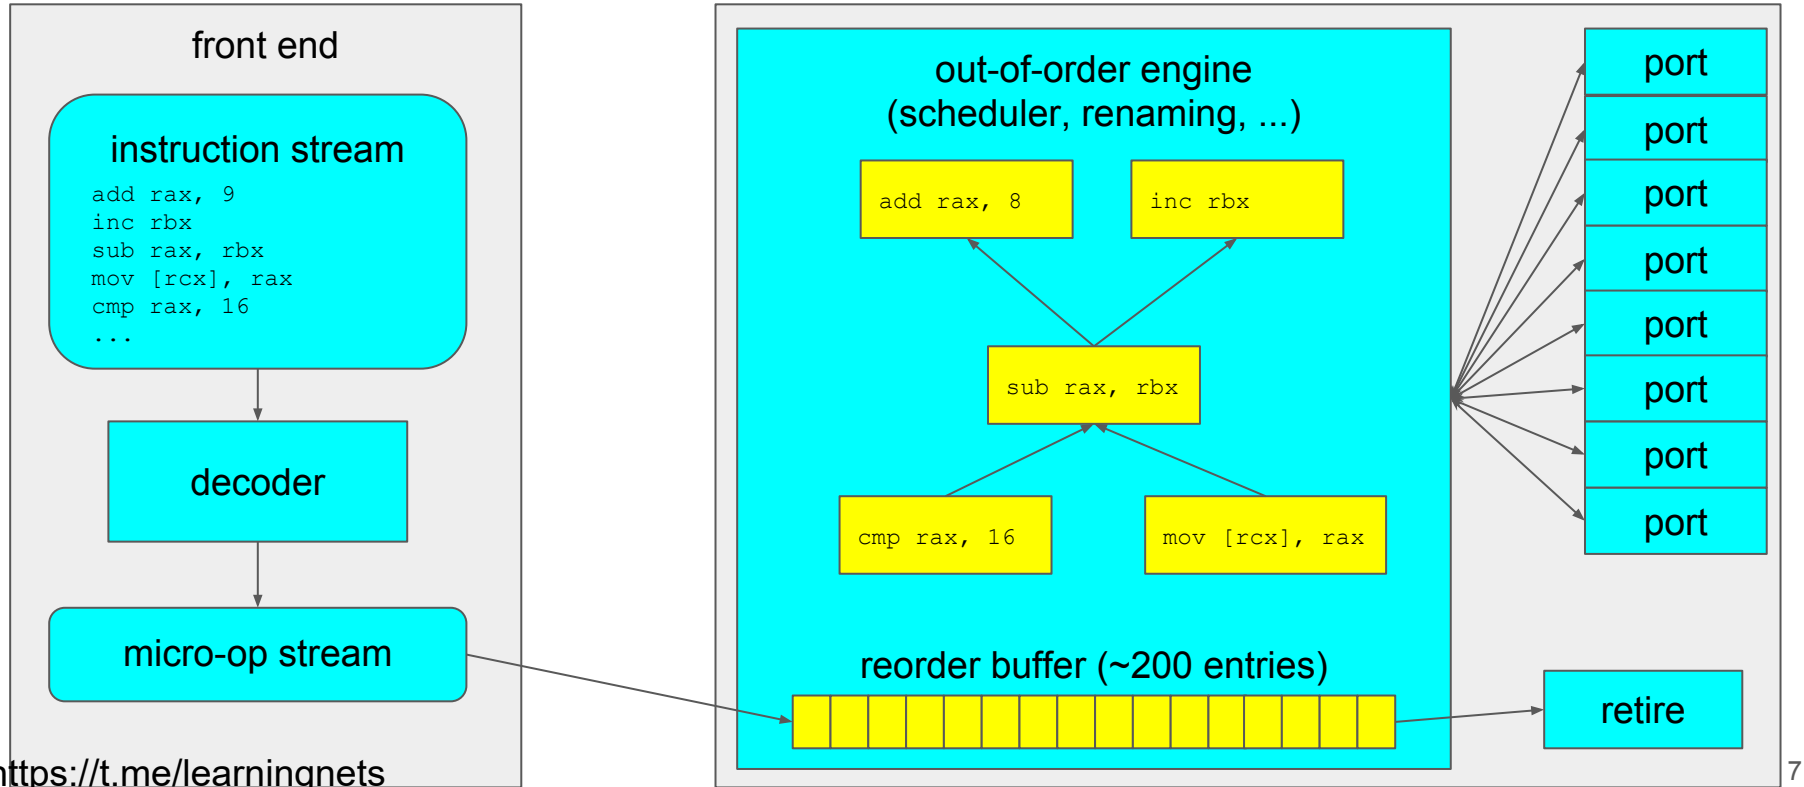 front end
instruction stream
add rax, 9
inc rbx
sub rax, rbx
mov [rcx], rax
cmp rax, 16
...
decoder
micro-op stream
https://t.me/learningnets
out-of-order engine
(scheduler, renaming, ...)
add rax, 8
inc rbx
sub rax, rbx
cmp rax, 16
mov [rcx], rax
reorder buffer (~200 entries)
port
port
port
port
port
port
port
port
retire
7